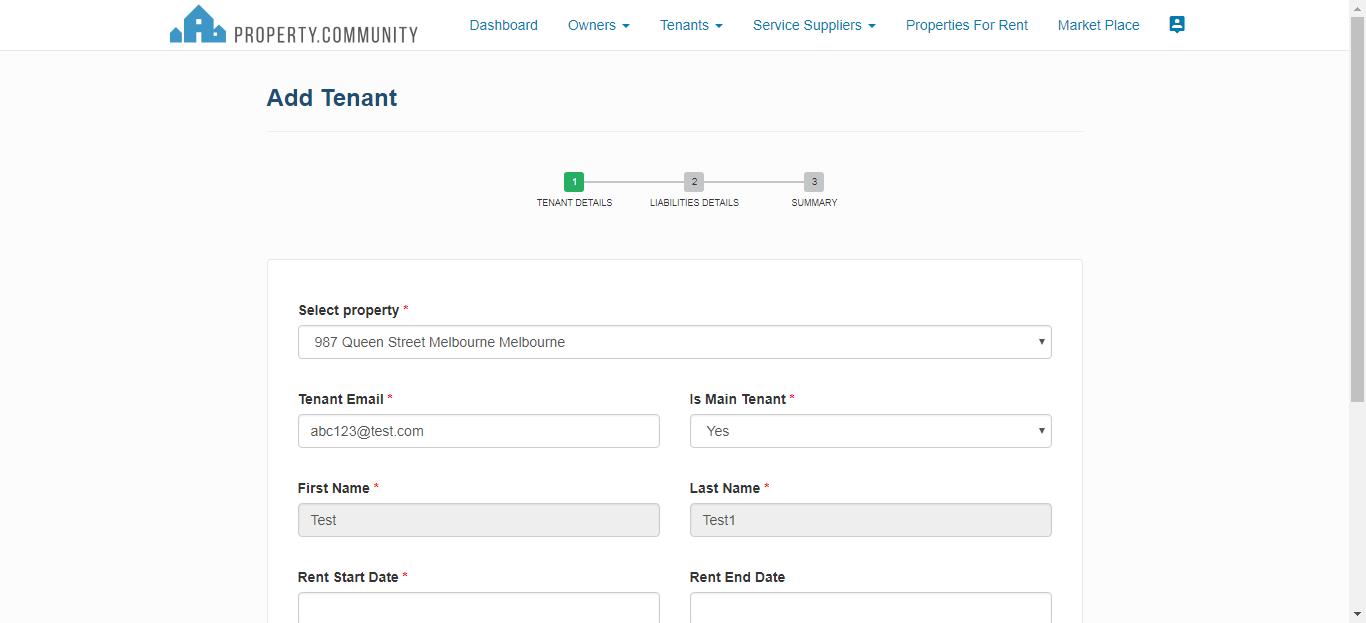 PROPERTY.COMMUNITY Dashboard Owners Tenants Service Suppliers Properties For Rent Market Place
Add Tenant
1 2 3
TENANT DETAILS LIABILITIES DETAILS SUMMARY
Select property *
987 Queen Street Melbourne Melbourne
Tenant Email * Is Main Tenant *
abc123@test.com Yes
First Name * Last Name *
Test Test1
Rent Start Date * Rent End Date